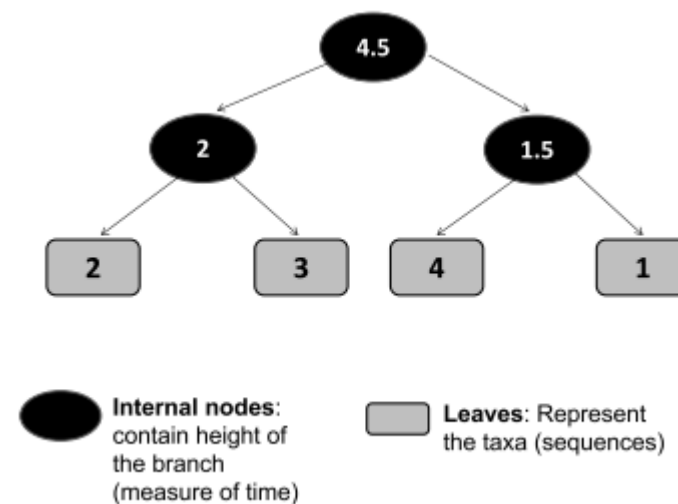 4.5
2
1.5
2
3
4
1
Internal nodes:
contain height of
the branch
(measure of time)
Leaves: Represent
the taxa (sequences)